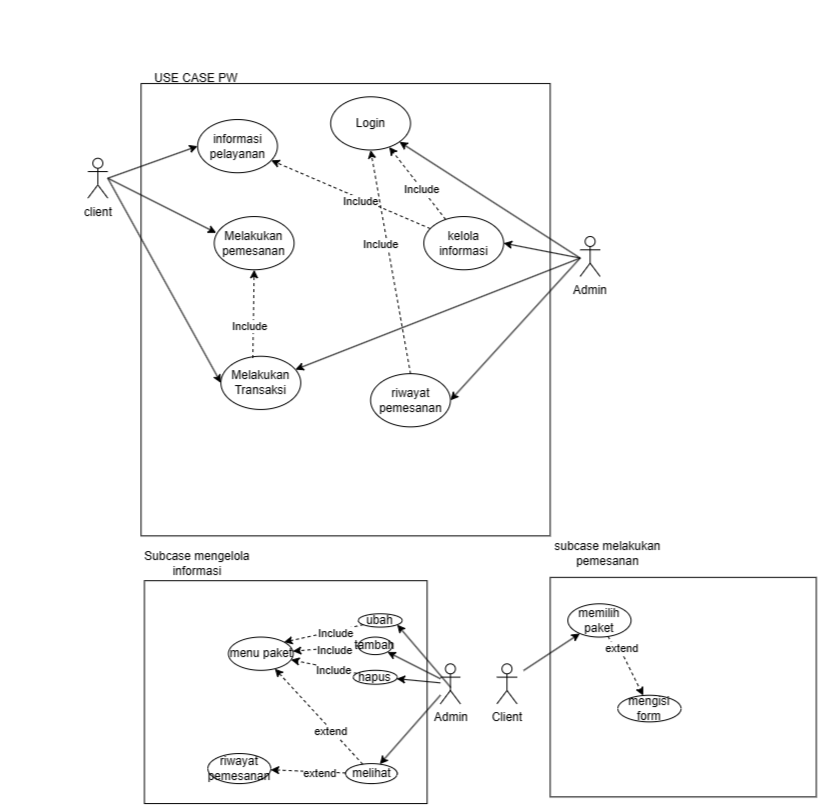 USE CASE PW
informasi
pelayanan
Login
client
Include
Include
Melakukan
pemesanan
Include
kelola
informasi
Admin
Include
Melakukan
Transaksi
riwayat
pemesanan
Subcase mengelola
informasi
ubah
Include
tambah
Include
menu paket
Include
hapus
Admin
extend
riwayat
pemesanan
extend
melihat
subcase melakukan
pemesanan
memilih
paket
extend
Client
mengisi
form